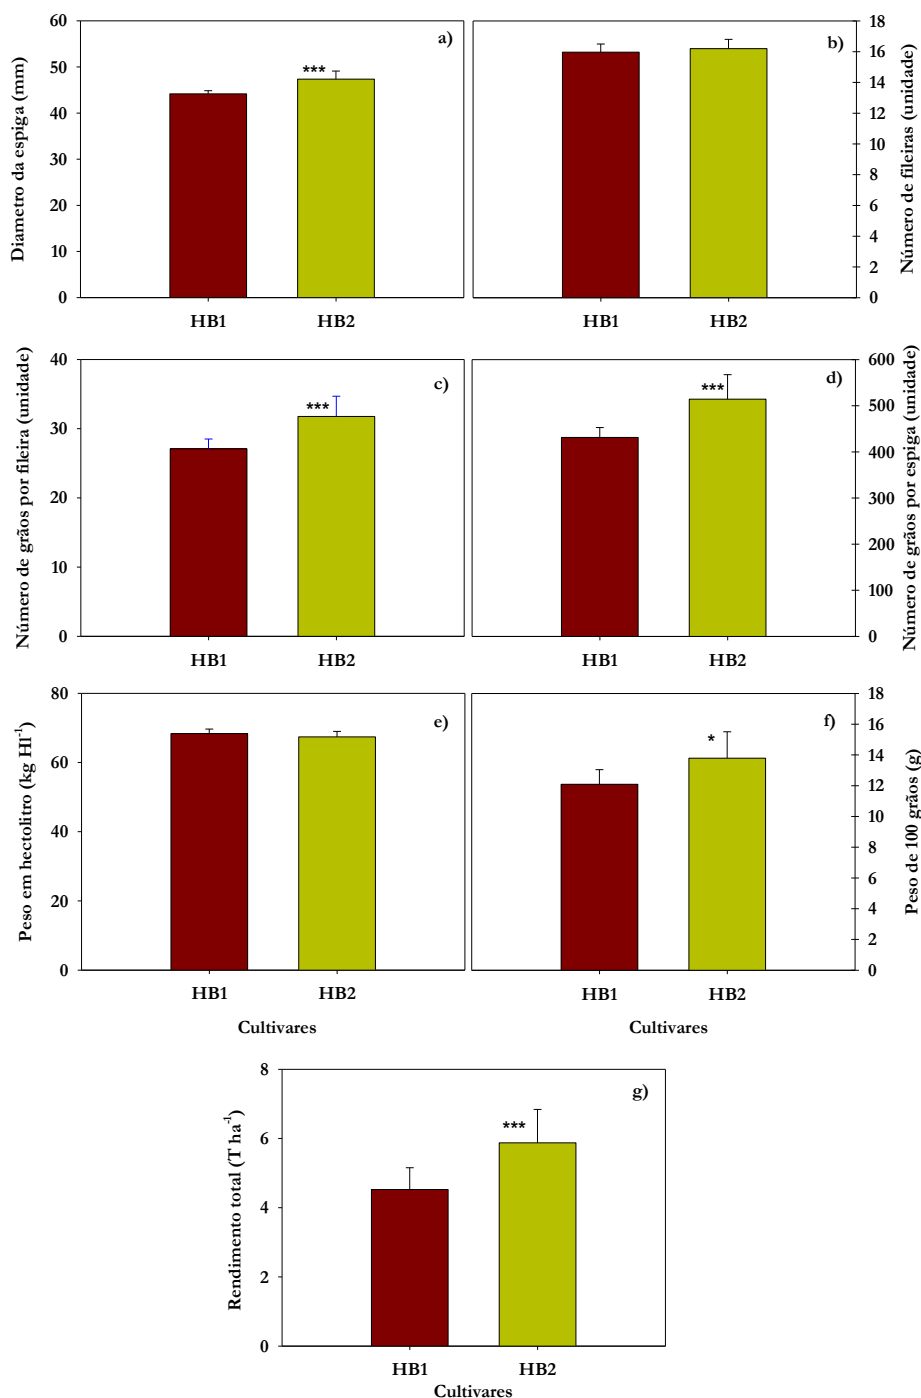 Diametro da espiga (mm)
60
50
40
30
20
10
0
a)
***
HB1
HB2
18
16
14
12
10
8
6
4
2
0
b)
Número de fileiras (unidade)
HB1
HB2
Número de grãos por fileira (unidade)
40
30
20
10
0
c)
***
HB1
HB2
600
500
400
300
200
100
0
d)
***
Número de grãos por espiga (unidade)
HB1
HB2
Peso em hectolitro (kg Hl⁻¹)
80
60
40
20
0
e)
HB1
HB2
Cultivares
18
16
14
12
10
8
6
4
2
0
f)
*
Peso de 100 grãos (g)
HB1
HB2
Cultivares
Rendimento total (T ha⁻¹)
8
6
4
2
0
g)
***
HB1
HB2
Cultivares